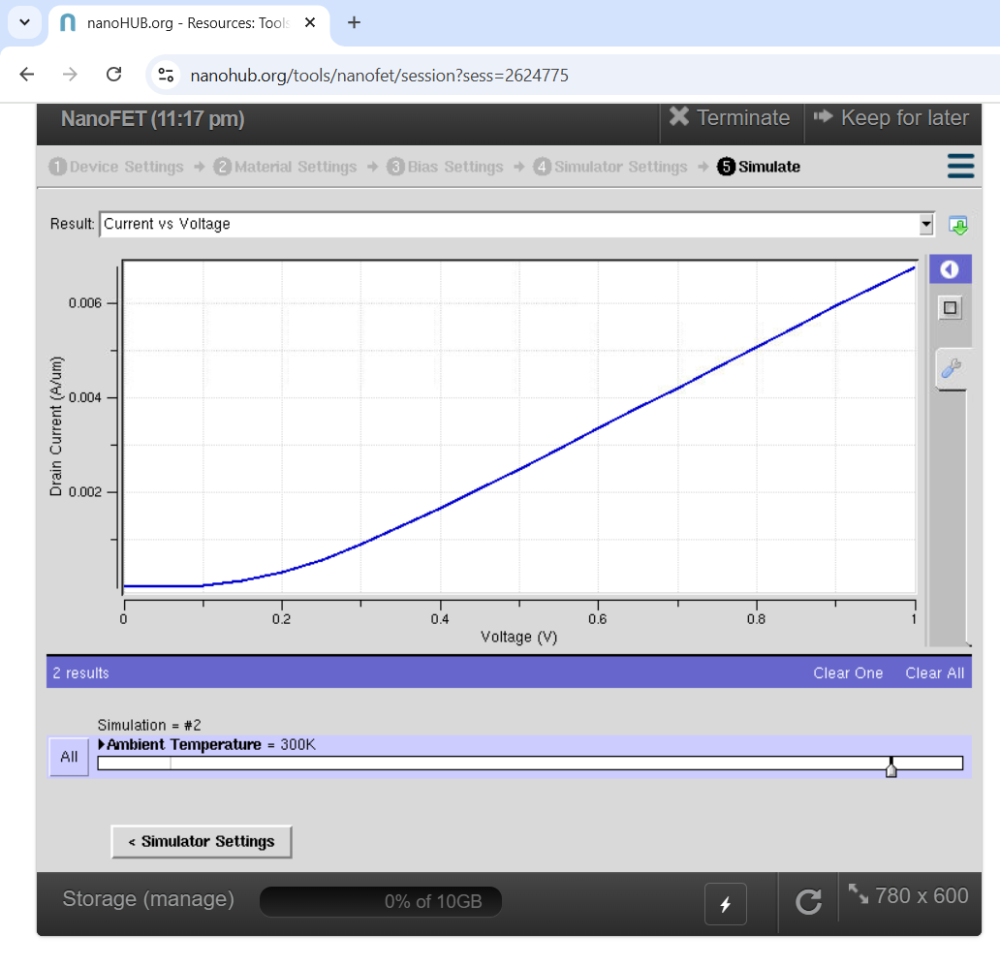 nanoHUB.org - Resources: Tools
nanohub.org/tools/nanofet/session?sess=2624775
NanoFET (11:17 pm)
Terminate
Keep for later
1 Device Settings → 2 Material Settings → 3 Bias Settings → 4 Simulator Settings → 5 Simulate
Result: Current vs Voltage
Drain Current (A/um)
0.006
0.004
0.002
0 0.2 0.4 0.6 0.8 1
Voltage (V)
2 results
Clear One
Clear All
Simulation = #2
All
Ambient Temperature = 300K
< Simulator Settings
Storage (manage)
0% of 10GB
780 x 600